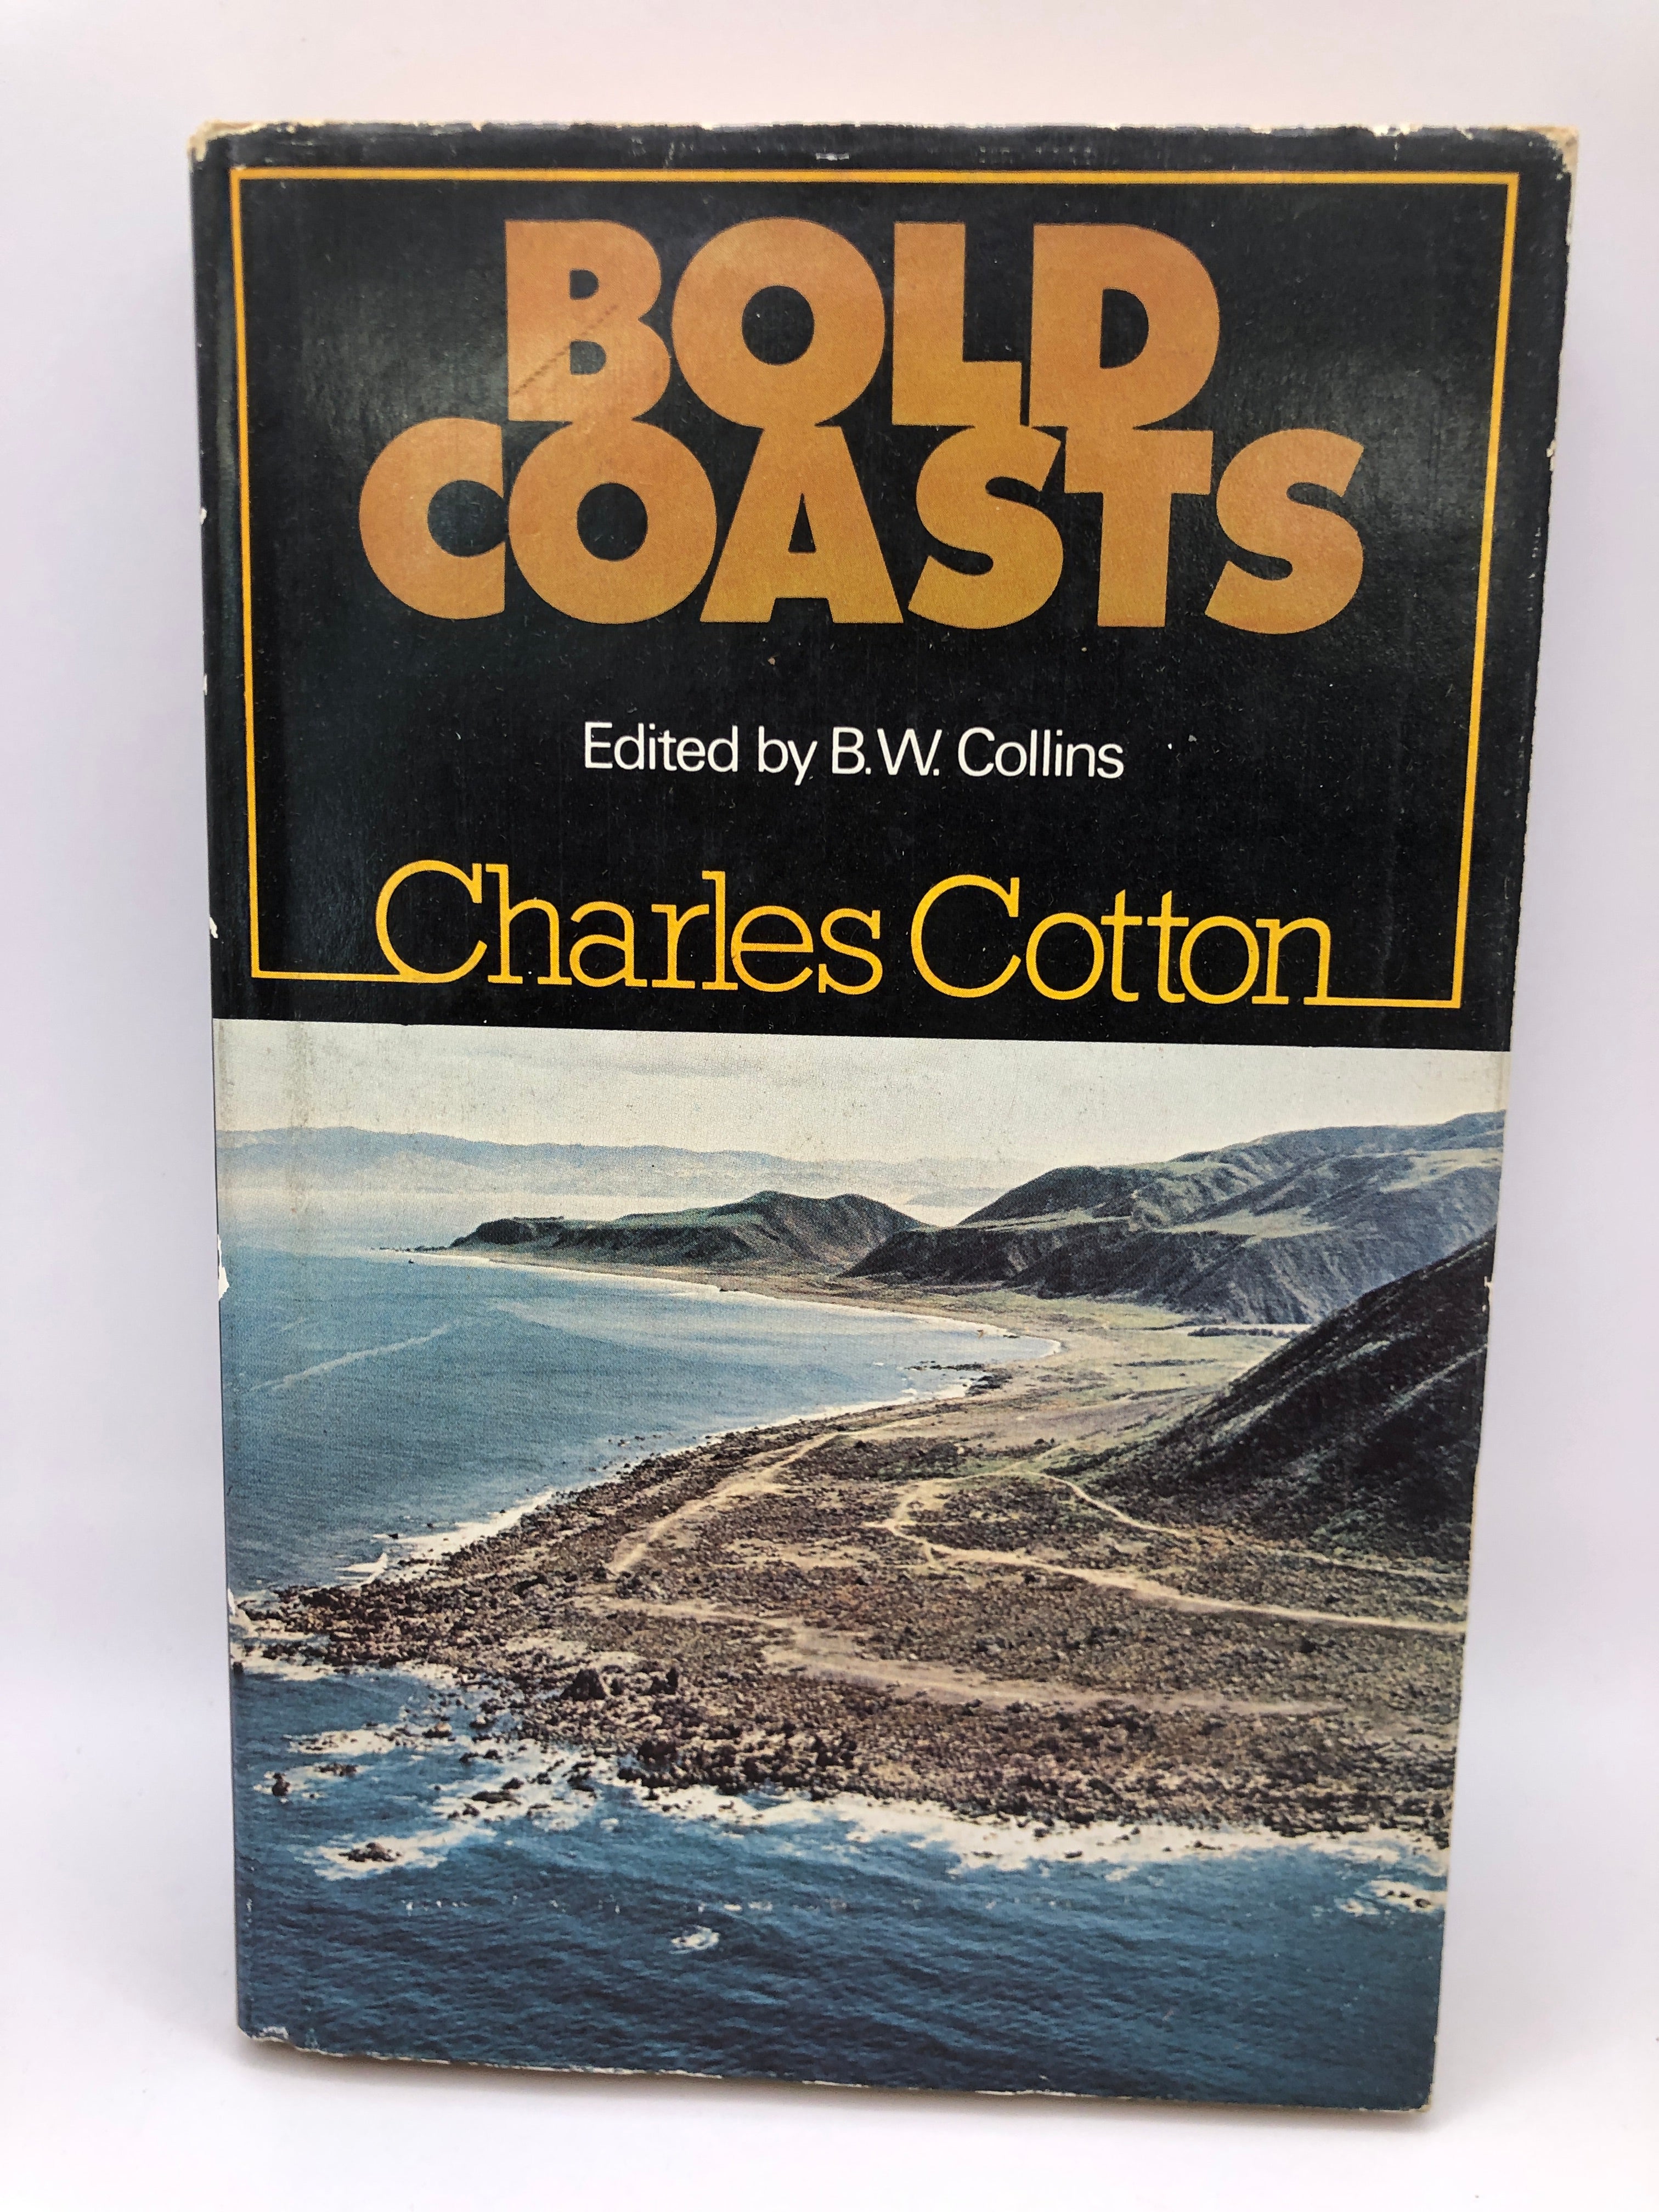 BOLD
COASTS
Edited by B.W. Collins
Charles Cotton